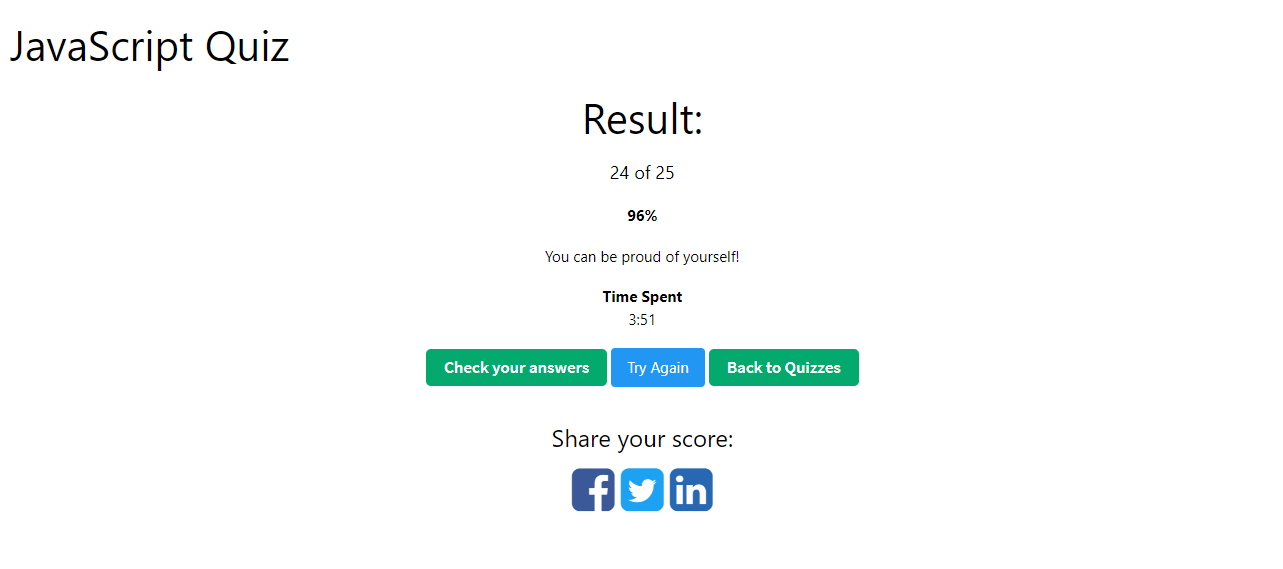 JavaScript Quiz
Result:
24 of 25
96%
You can be proud of yourself!
Time Spent
3:51
Check your answers Try Again Back to Quizzes
Share your score: